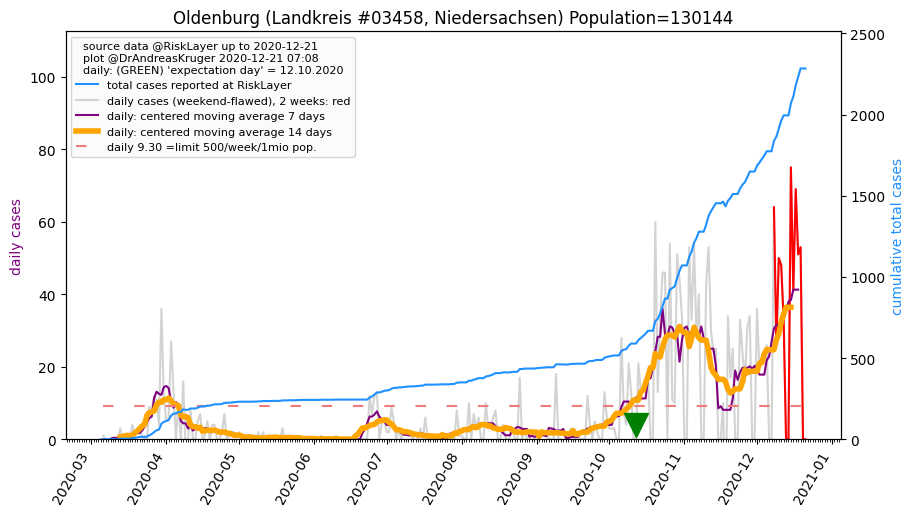 Oldenburg (Landkreis #03458, Niedersachsen) Population=130144
source data @RiskLayer up to 2020-12-21
plot @DrAndreasKruger 2020-12-21 07:08
daily: (GREEN) 'expectation day' = 12.10.2020
total cases reported at RiskLayer
daily cases (weekend-flawed), 2 weeks: red
daily: centered moving average 7 days
daily: centered moving average 14 days
daily 9.30 =limit 500/week/1mio pop.
daily cases
100
80
60
40
20
0
cumulative total cases
2500
2000
1500
1000
500
0
2020-03
2020-04
2020-05
2020-06
2020-07
2020-08
2020-09
2020-10
2020-11
2020-12
2021-01